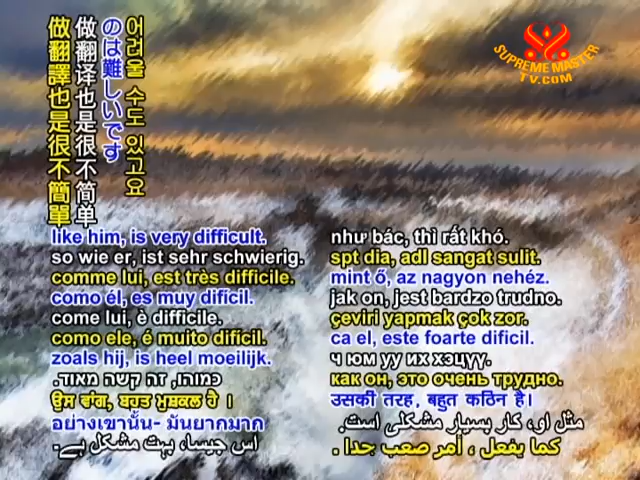 어려울 수도 있고요
のは難しいです
做翻译也是很不简单
做翻譯也是很不簡單
SUPREME MASTER
TV.COM
like him, is very difficult.
so wie er, ist sehr schwierig.
comme lui, est très difficile.
como él, es muy difícil.
come lui, è difficile.
como ele, é muito difícil.
zoals hij, is heel moeilijk.
כמוהו, זה קשה מאוד.
ਉਸ ਵਾਂਗ, ਬਹੁਤ ਮੁਸ਼ਕਲ ਹੈ ।
อย่างเขานั้น- มันยากมาก
اس جیسا، بہت مشکل ہے۔
như bác, thì rất khó.
spt dia, adl sangat sulit.
mint ő, az nagyon nehéz.
jak on, jest bardzo trudno.
çeviri yapmak çok zor.
ca el, este foarte dificil.
ч юм уу их хэцүү.
как он, это очень трудно.
उसकी तरह, बहुत कठिन है।
مثل او، کار بسیار مشکلی است.
كما يفعل ، أمر صعب جدا .